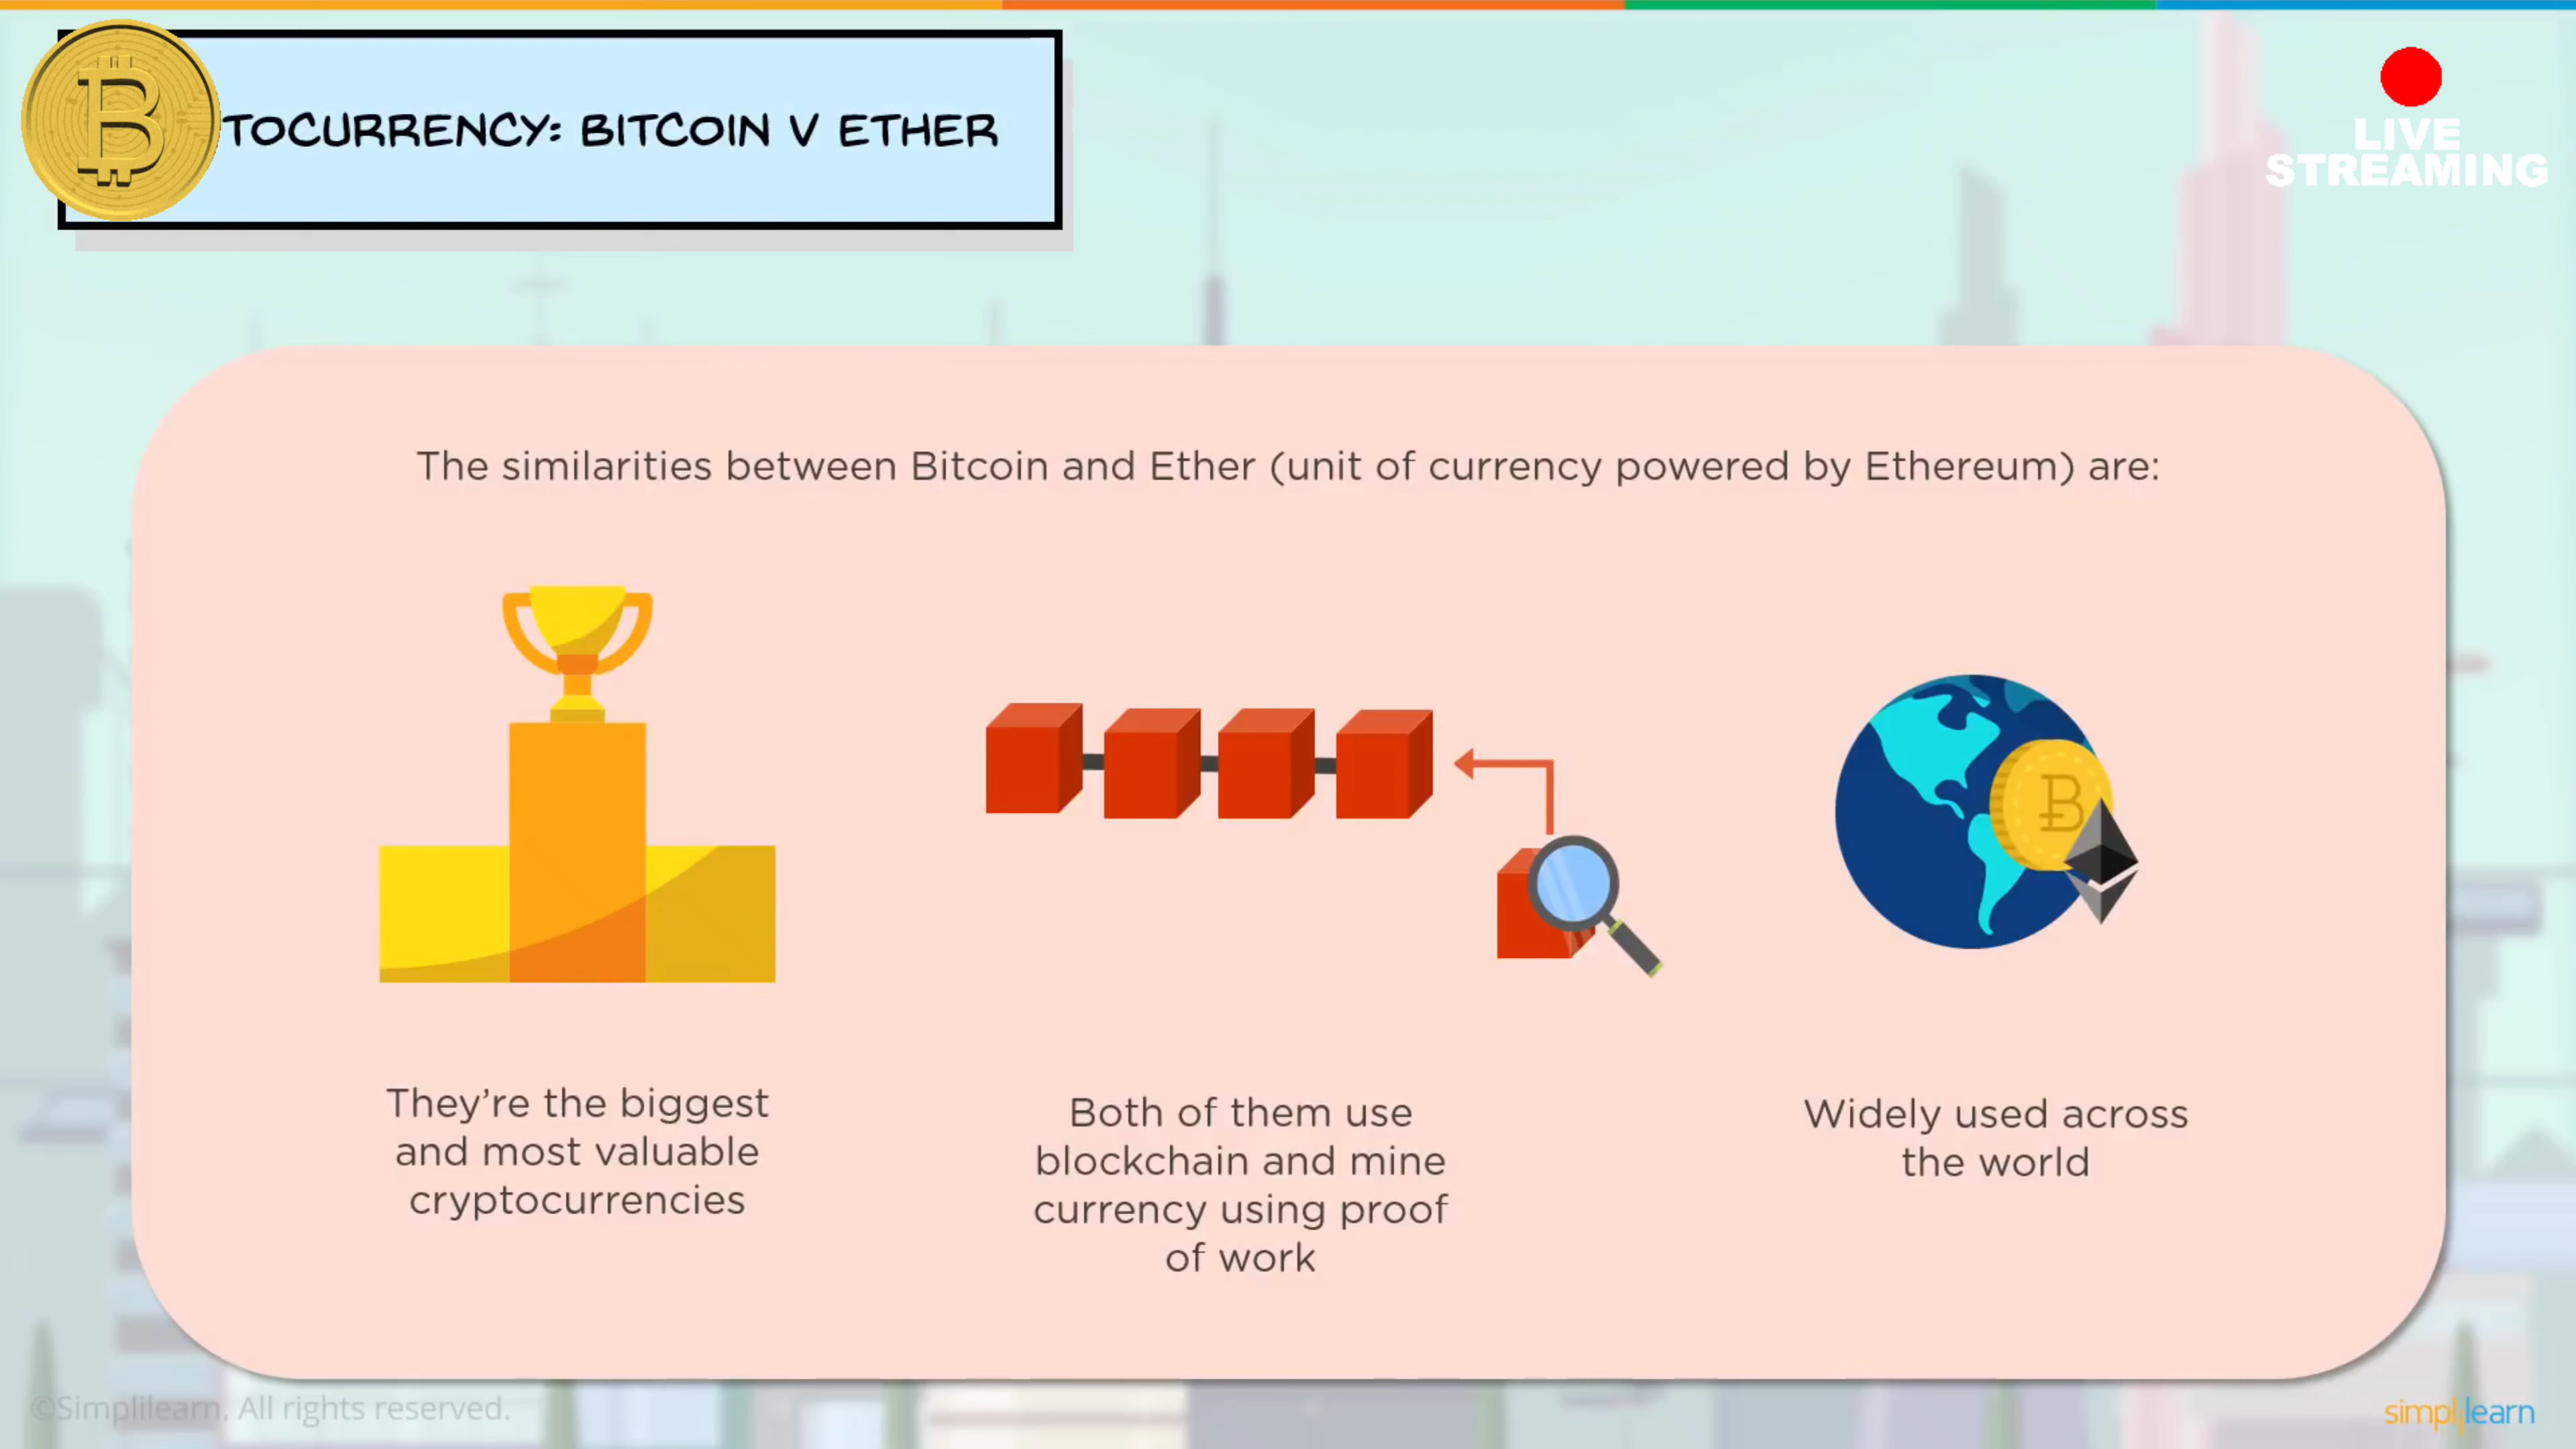 TOCURRENCY: BITCOIN V ETHER
LIVE
STREAMING
The similarities between Bitcoin and Ether (unit of currency powered by Ethereum) are:
They're the biggest
and most valuable
cryptocurrencies
Both of them use
blockchain and mine
currency using proof
of work
Widely used across
the world
©Simplilearn. All rights reserved.
simplilearn